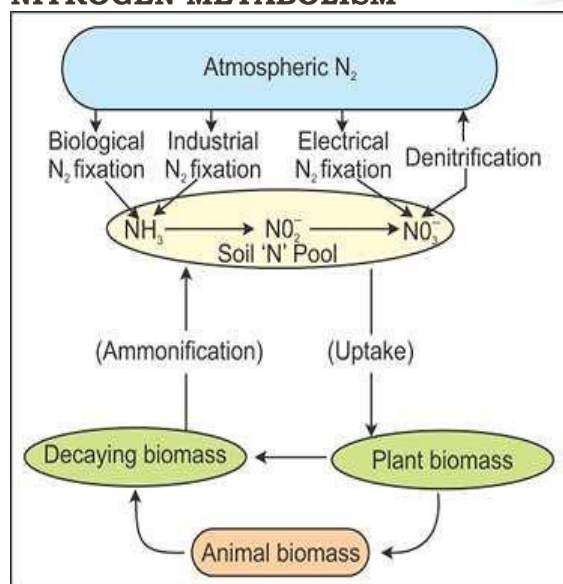 NITROGEN METABOLISM
Atmospheric N₂
Biological
N₂ fixation
Industrial
N₂ fixation
Electrical
N₂ fixation
Denitrification
NH₃
N0₂⁻
N0₃⁻
Soil 'N' Pool
(Ammonification)
(Uptake)
Decaying biomass
Plant biomass
Animal biomass